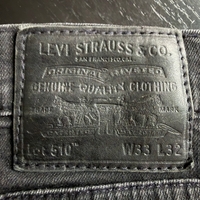 LEVI STRAUSS & CO.
SAN FRANCISCO, CAL.
ORIGINAL RIVETED
GENUINE QUALITY CLOTHING
TRADE MARK
Lot 510™ W33 L32